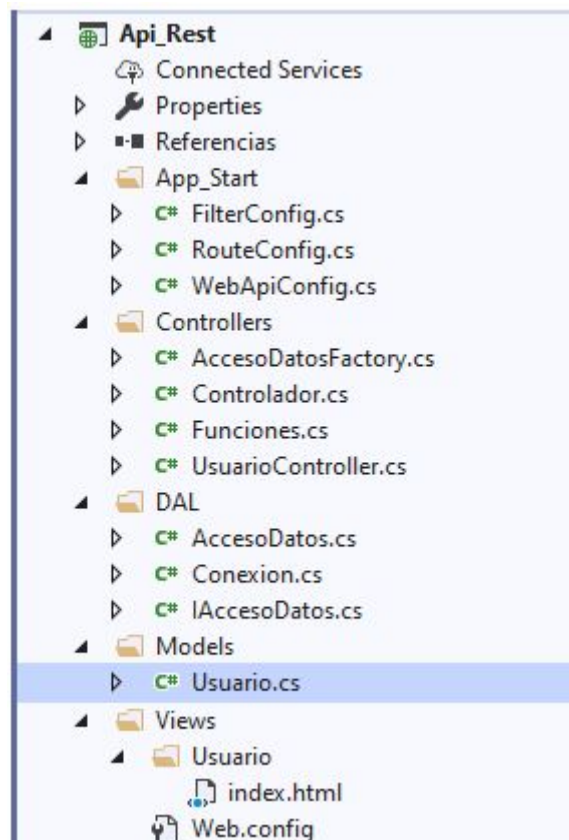 Api_Rest
Connected Services
Properties
Referencias
App_Start
C# FilterConfig.cs
C# RouteConfig.cs
C# WebApiConfig.cs
Controllers
C# AccesoDatosFactory.cs
C# Controlador.cs
C# Funciones.cs
C# UsuarioController.cs
DAL
C# AccesoDatos.cs
C# Conexion.cs
C# IAccesoDatos.cs
Models
C# Usuario.cs
Views
Usuario
index.html
Web.config